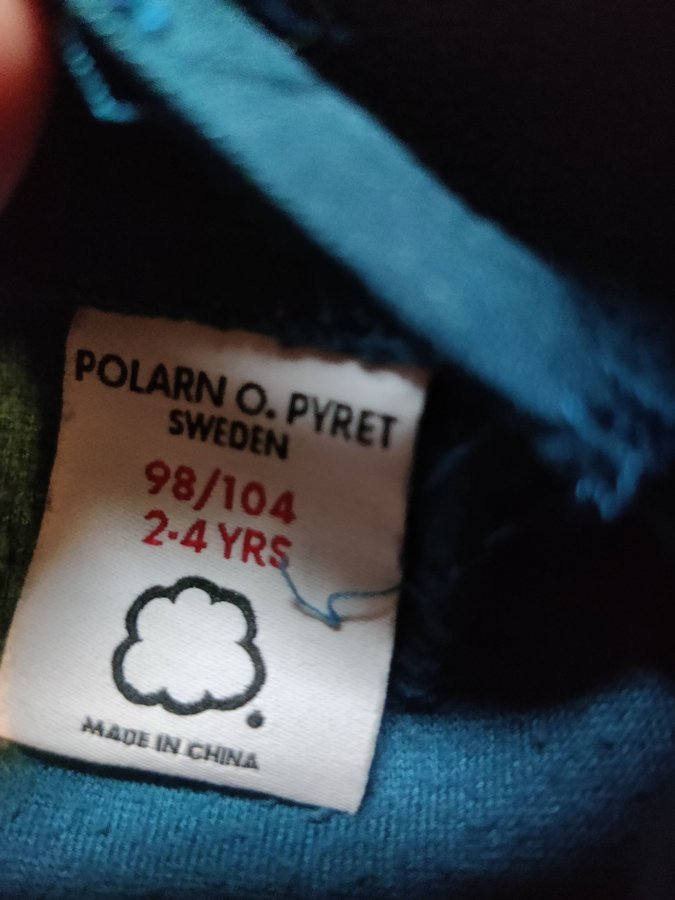 POLARN O. PYRET
SWEDEN
98/104
2-4 YRS
MADE IN CHINA